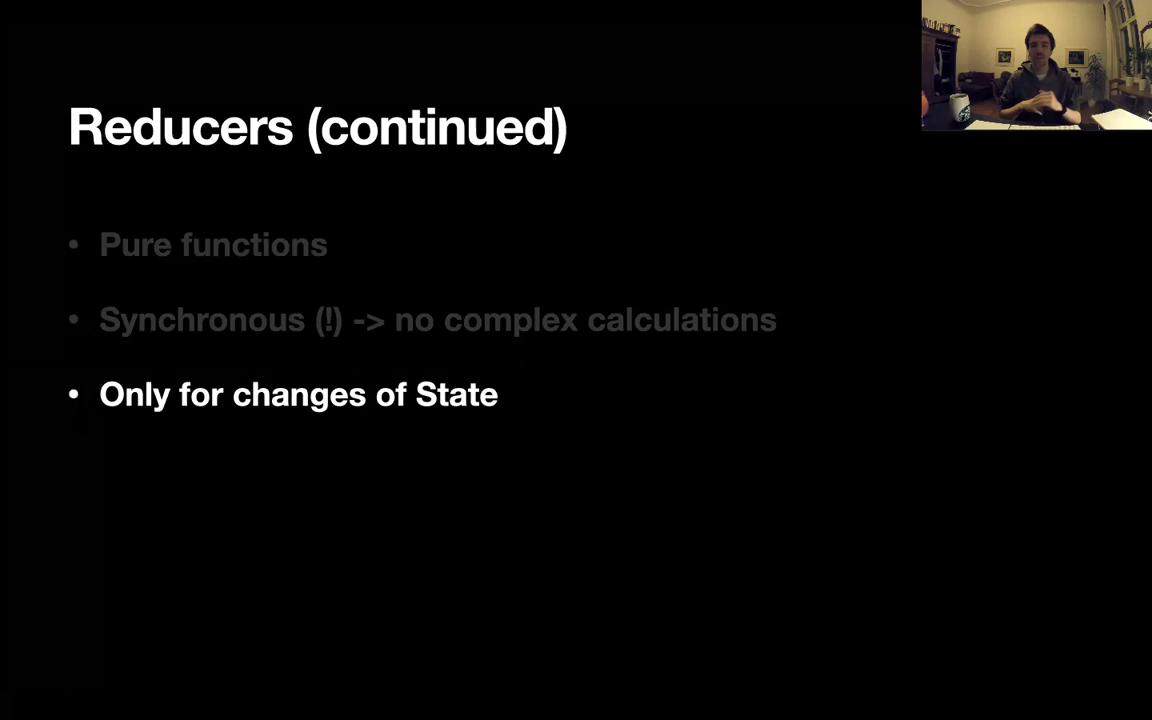 Reducers (continued)
• Pure functions
• Synchronous (!) -> no complex calculations
• Only for changes of State